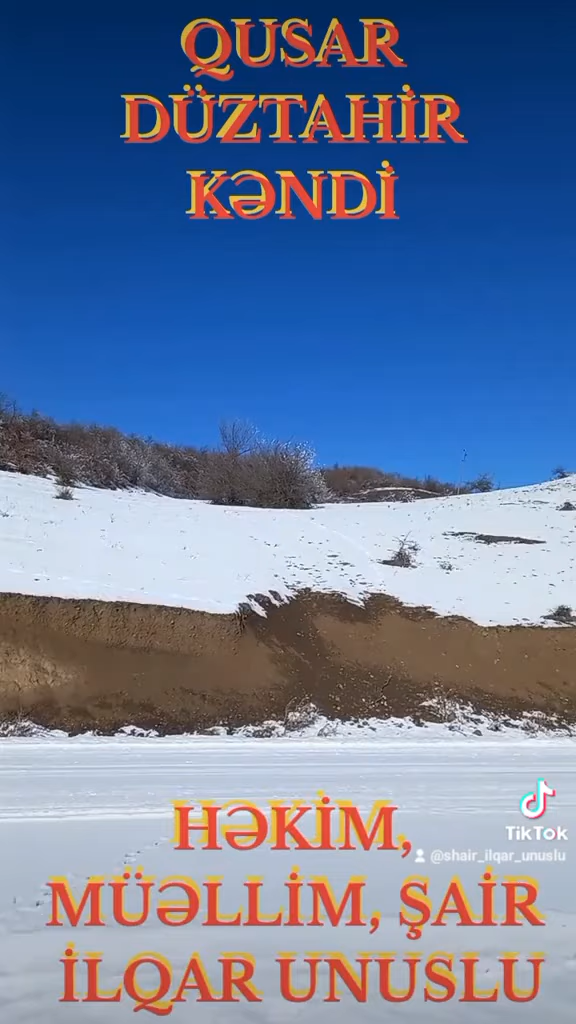 QUSAR
DÜZTAHİR
KƏNDİ
TikTok
@shair_ilqar_unuslu
HƏKİM,
MÜƏLLİM, ŞAİR
İLQAR UNUSLU